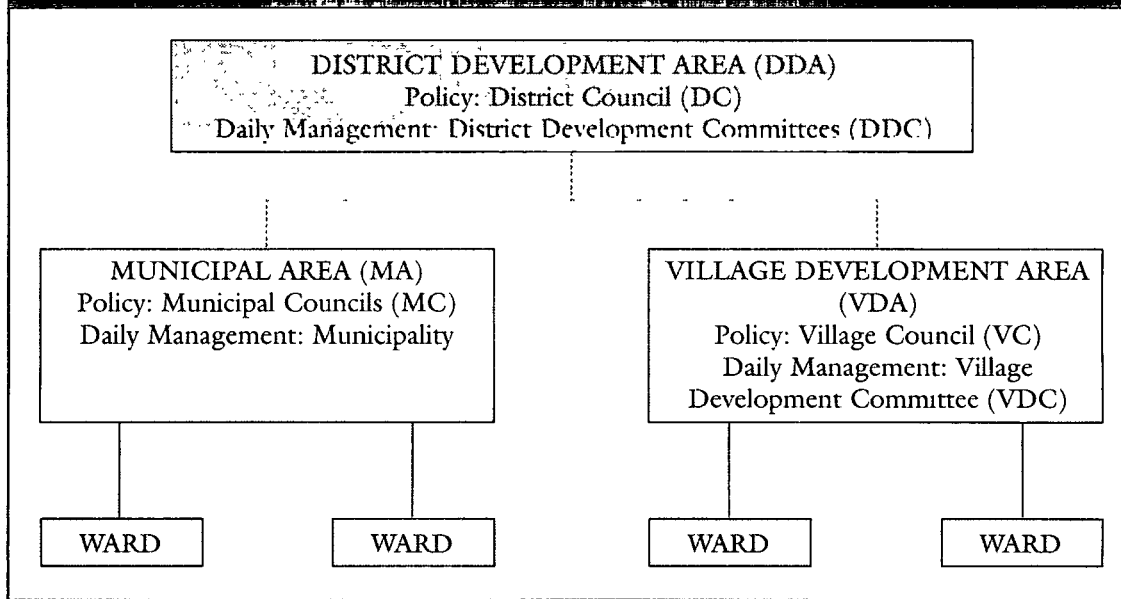 DISTRICT DEVELOPMENT AREA (DDA)
Policy: District Council (DC)
Daily Management: District Development Committees (DDC)
MUNICIPAL AREA (MA)
Policy: Municipal Councils (MC)
Daily Management: Municipality
VILLAGE DEVELOPMENT AREA
(VDA)
Policy: Village Council (VC)
Daily Management: Village
Development Committee (VDC)
WARD
WARD
WARD
WARD